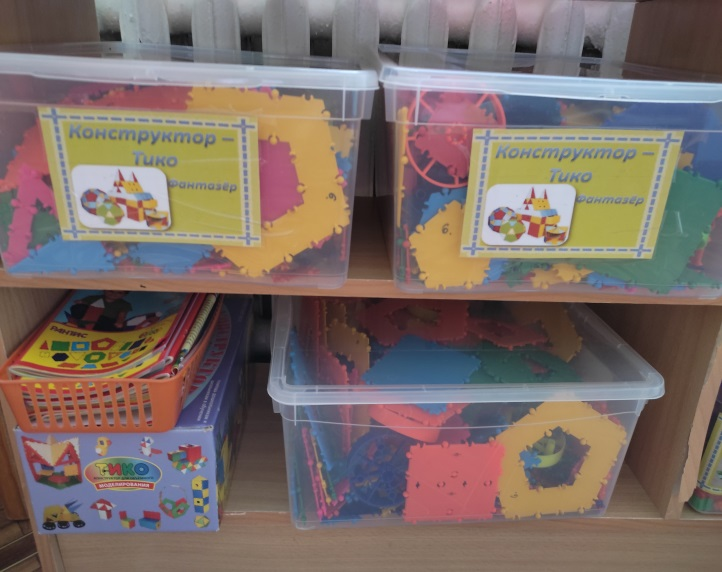 Конструктор –
Тико
Фантазёр
Конструктор –
Тико
Фантазёр
ТИКО
МОДЕЛИРОВАНИЯ